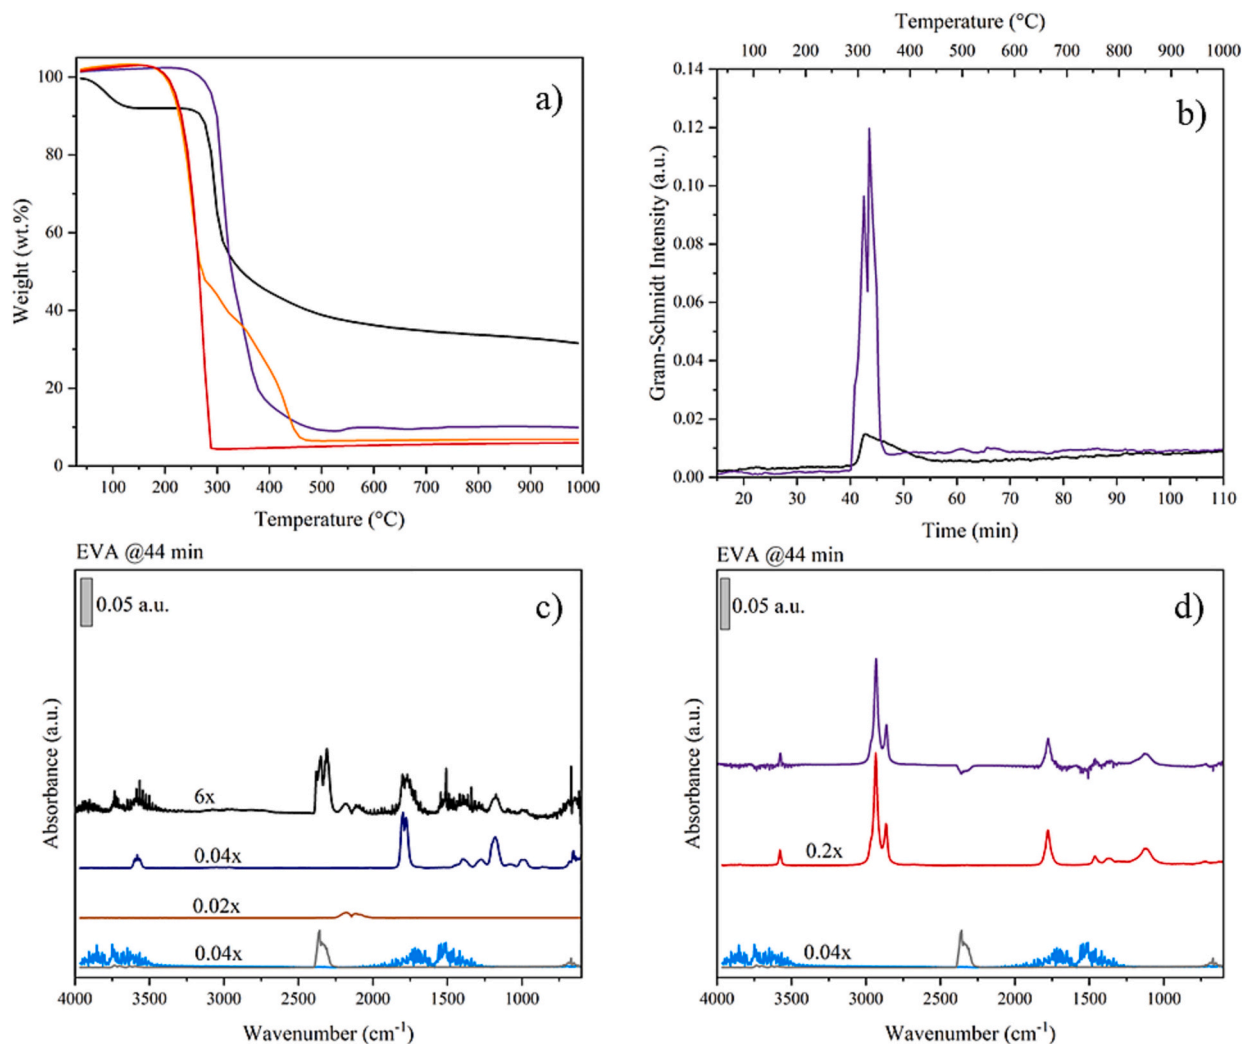 a)
100
80
60
40
20
0
Weight (wt.%)
100 200 300 400 500 600 700 800 900 1000
Temperature (°C)
Temperature (°C)
100 200 300 400 500 600 700 800 900 1000
b)
0.14
0.12
0.10
0.08
0.06
0.04
0.02
0.00
Gram-Schmidt Intensity (a.u.)
20 30 40 50 60 70 80 90 100 110
Time (min)
EVA @44 min
0.05 a.u.
c)
6x
0.04x
0.02x
0.04x
Absorbance (a.u.)
4000 3500 3000 2500 2000 1500 1000
Wavenumber (cm⁻¹)
EVA @44 min
0.05 a.u.
d)
0.2x
0.04x
Absorbance (a.u.)
4000 3500 3000 2500 2000 1500 1000
Wavenumber (cm⁻¹)